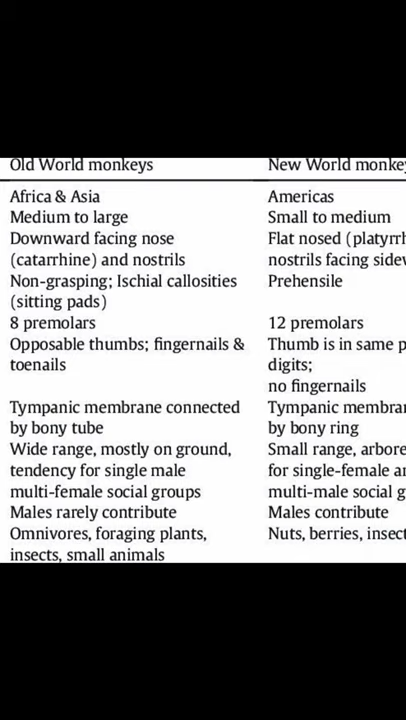 Old World monkeys New World monke
Africa & Asia Americas
Medium to large Small to medium
Downward facing nose Flat nosed (platyrrh
(catarrhine) and nostrils nostrils facing sidew
Non-grasping; Ischial callosities Prehensile
(sitting pads)
8 premolars 12 premolars
Opposable thumbs; fingernails & Thumb is in same p
toenails digits;
no fingernails
Tympanic membrane connected Tympanic membra
by bony tube by bony ring
Wide range, mostly on ground, Small range, arbore
tendency for single male for single-female a
multi-female social groups multi-male social g
Males rarely contribute Males contribute
Omnivores, foraging plants, Nuts, berries, insect
insects, small animals